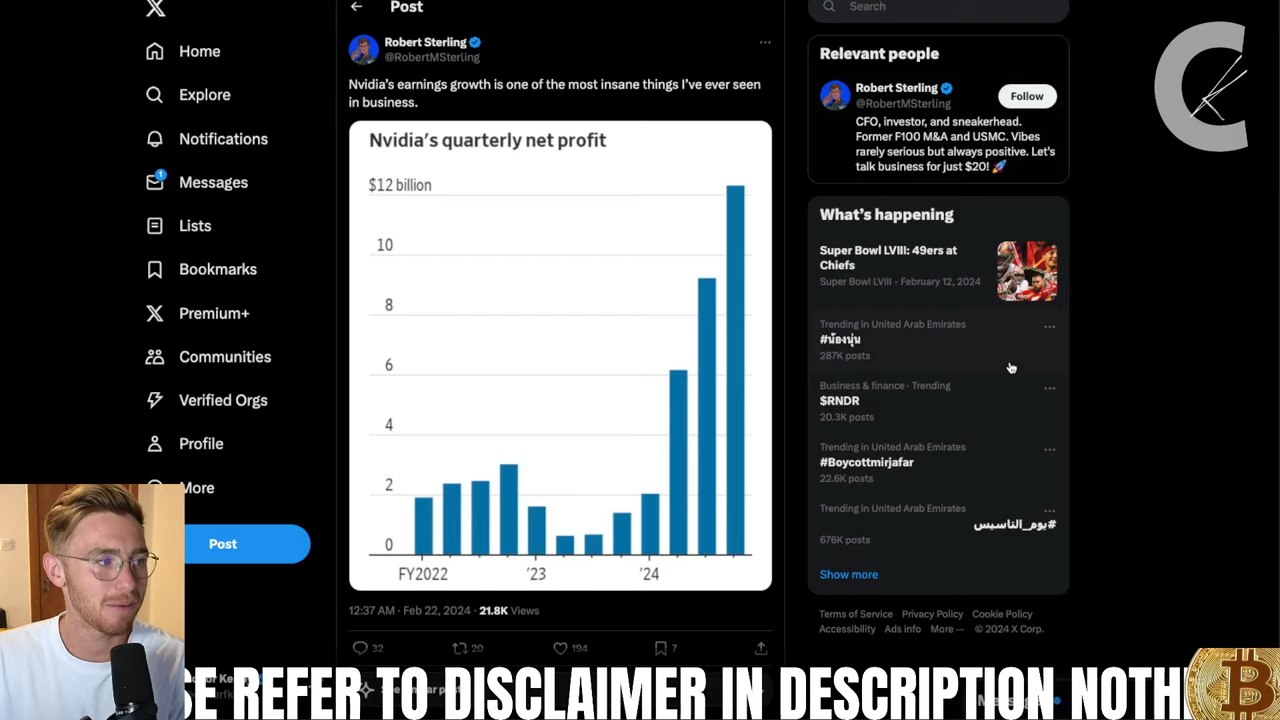 Home
Explore
Notifications
1
Messages
Lists
Bookmarks
Premium+
Communities
Verified Orgs
Profile
More
Post
Post
Robert Sterling
@RobertMSterling
Nvidia's earnings growth is one of the most insane things I've ever seen
in business.
Nvidia's quarterly net profit
$12 billion
10
8
6
4
2
0
FY2022 '23 '24
12:37 AM · Feb 22, 2024 · 21.8K Views
32 20 194 7
Search
Relevant people
Robert Sterling
@RobertMSterling
Follow
CFO, investor, and sneakerhead.
Former F100 M&A and USMC. Vibes
rarely serious but always positive. Let's
talk business for just $20! 🚀
What's happening
Super Bowl LVIII: 49ers at
Chiefs
Super Bowl LVIII · February 12, 2024
Trending in United Arab Emirates
#น้องนุ่น
287K posts
Business & finance · Trending
$RNDR
20.3K posts
Trending in United Arab Emirates
#Boycottmirjafar
22.6K posts
Trending in United Arab Emirates
#يوم_التاسيس
676K posts
Show more
Terms of Service Privacy Policy Cookie Policy
Accessibility Ads info More ··· © 2024 X Corp.
SE REFER TO DISCLAIMER IN DESCRIPTION NOTH